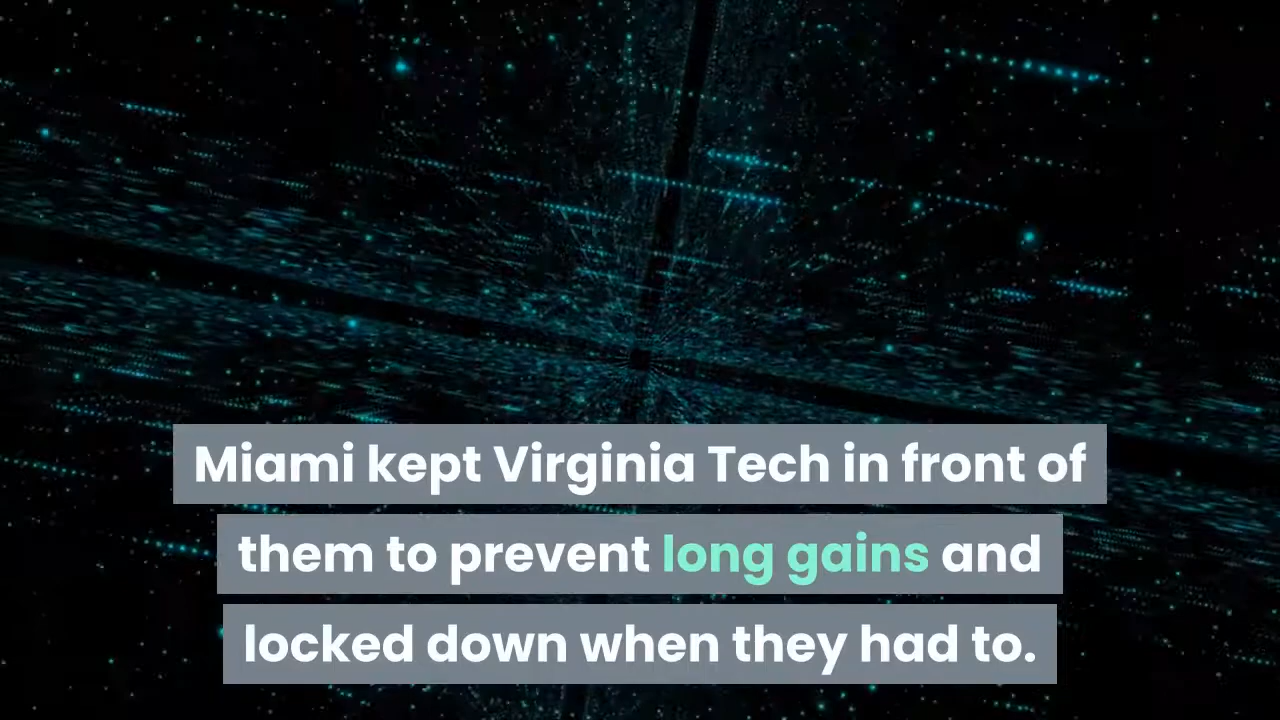 Miami kept Virginia Tech in front of
them to prevent long gains and
locked down when they had to.